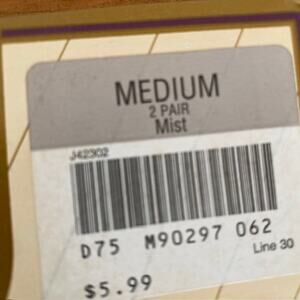 MEDIUM
2 PAIR
Mist
J42302
D75 M90297 062
Line 30
$5.99